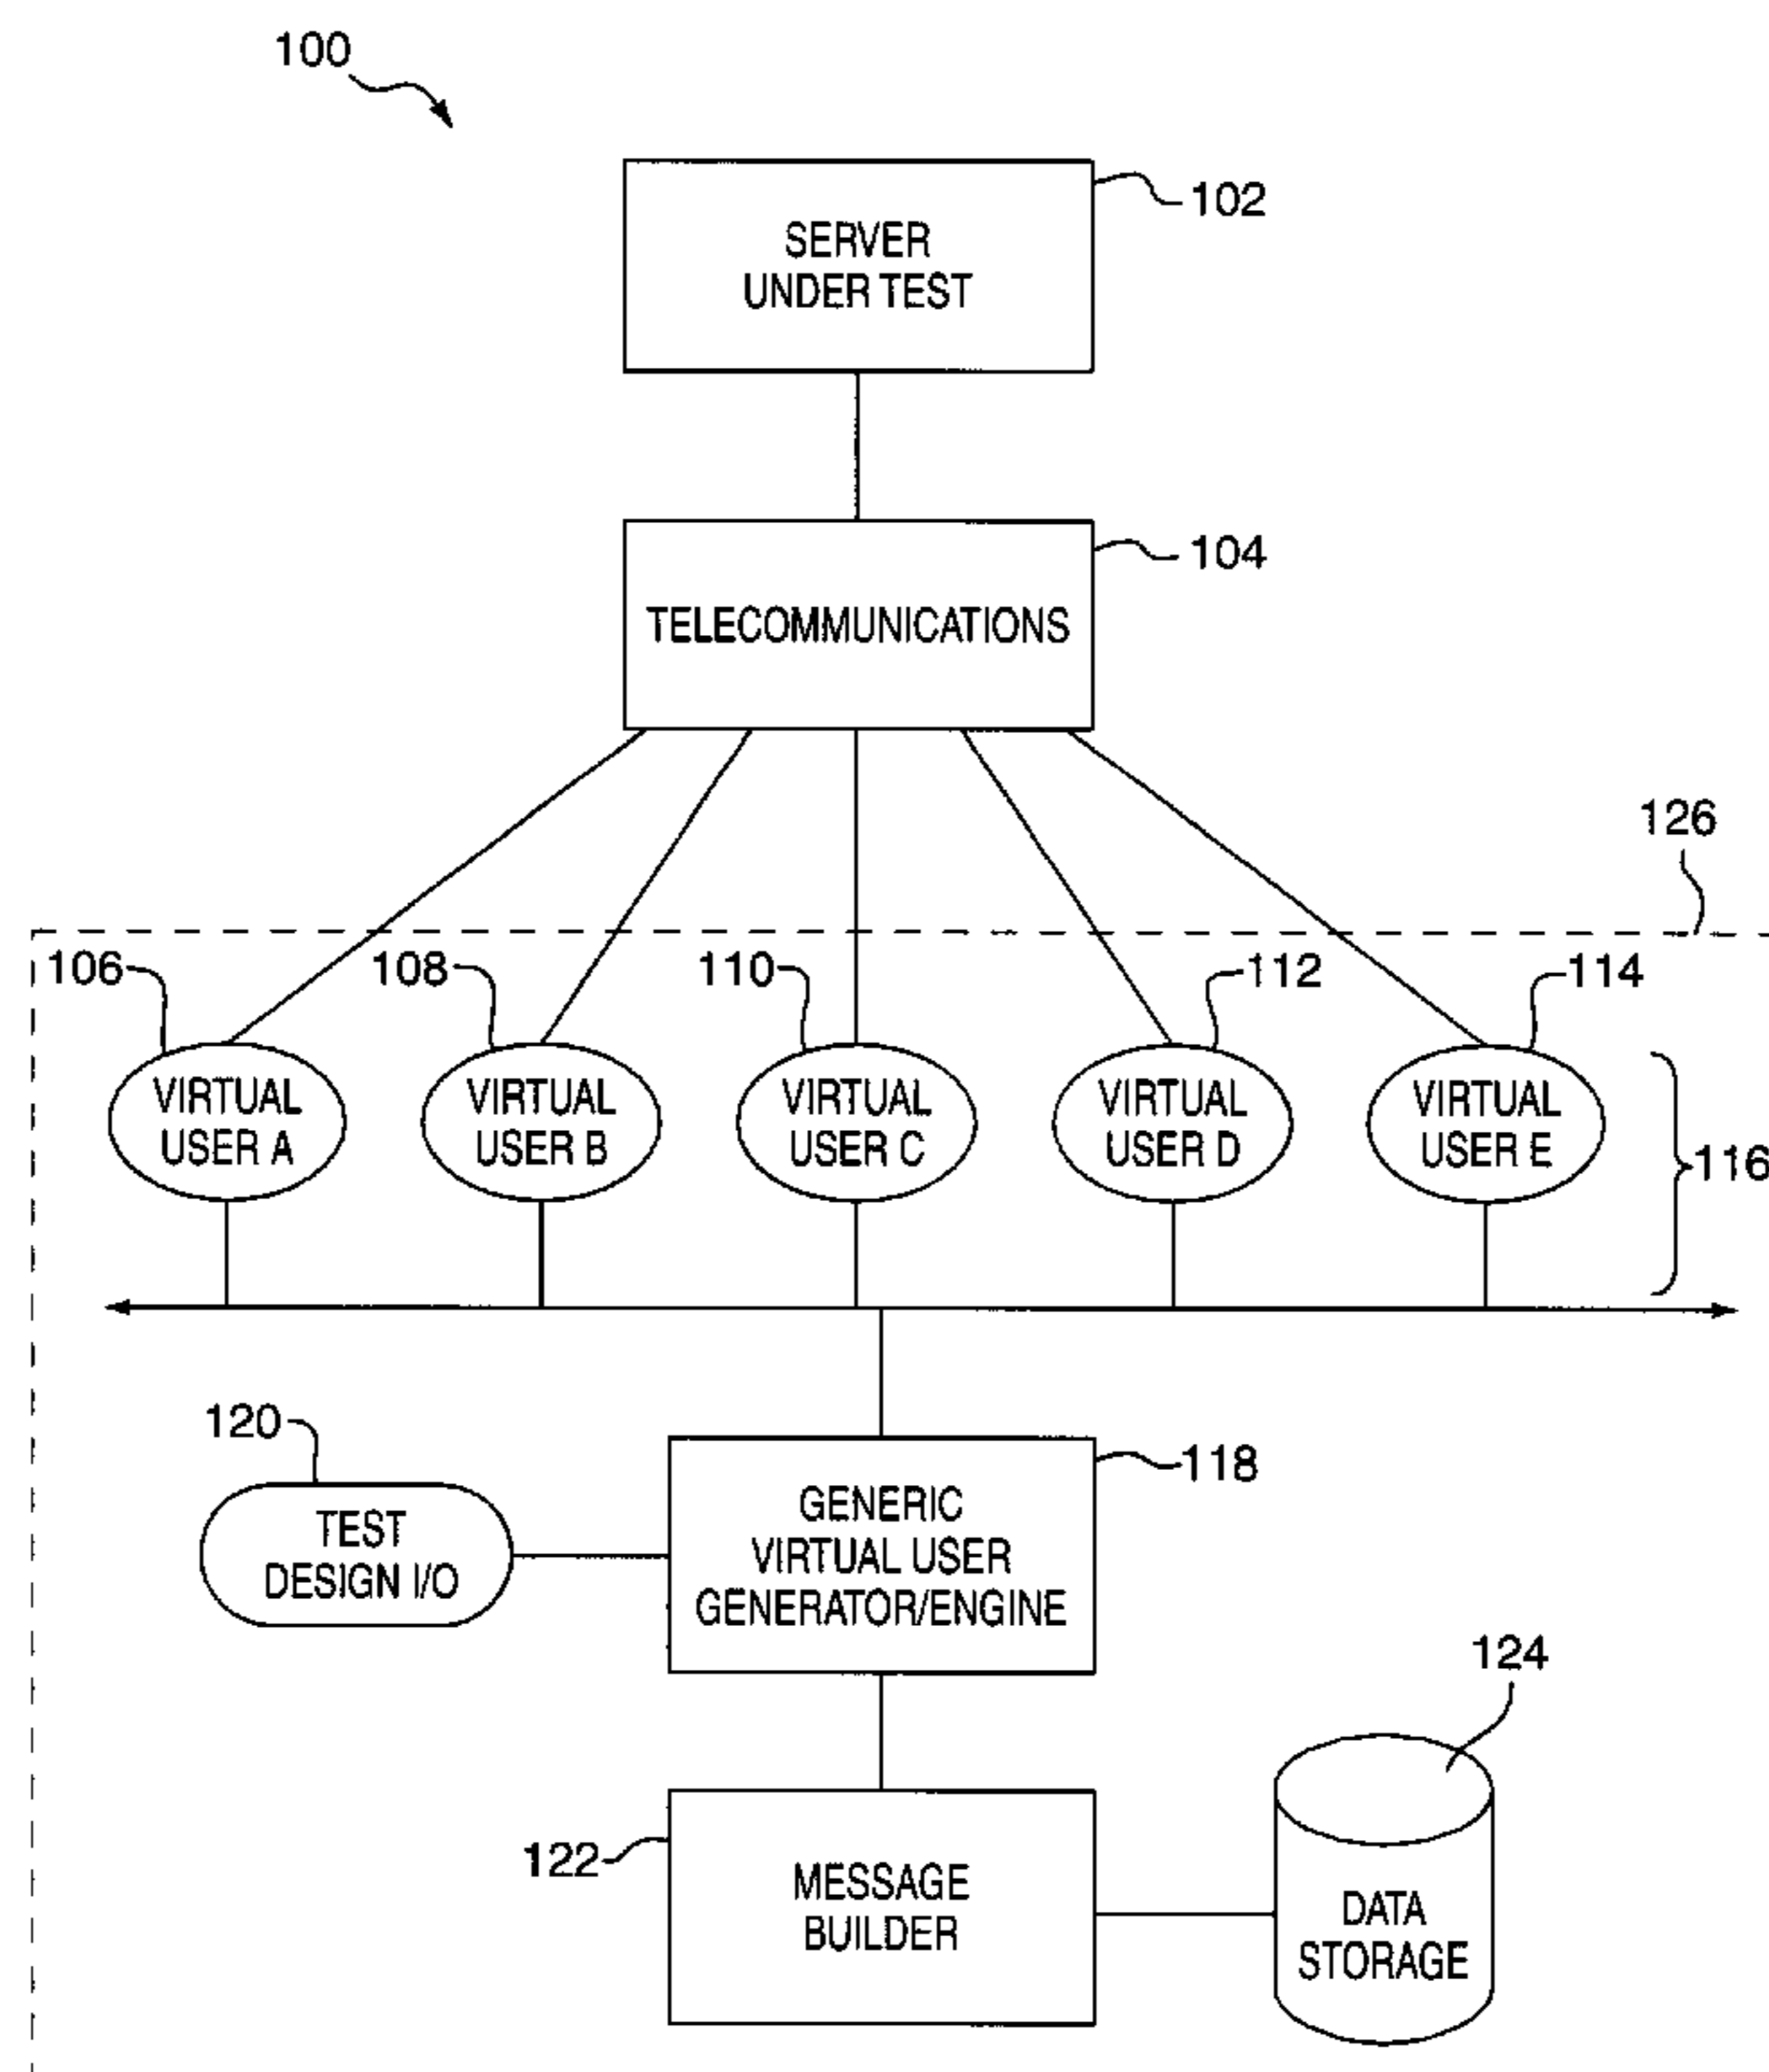 100
SERVER
UNDER TEST
102
TELECOMMUNICATIONS
104
126
106
108
110
112
114
VIRTUAL
USER A
VIRTUAL
USER B
VIRTUAL
USER C
VIRTUAL
USER D
VIRTUAL
USER E
116
120
TEST
DESIGN I/O
GENERIC
VIRTUAL USER
GENERATOR/ENGINE
118
122
MESSAGE
BUILDER
124
DATA
STORAGE